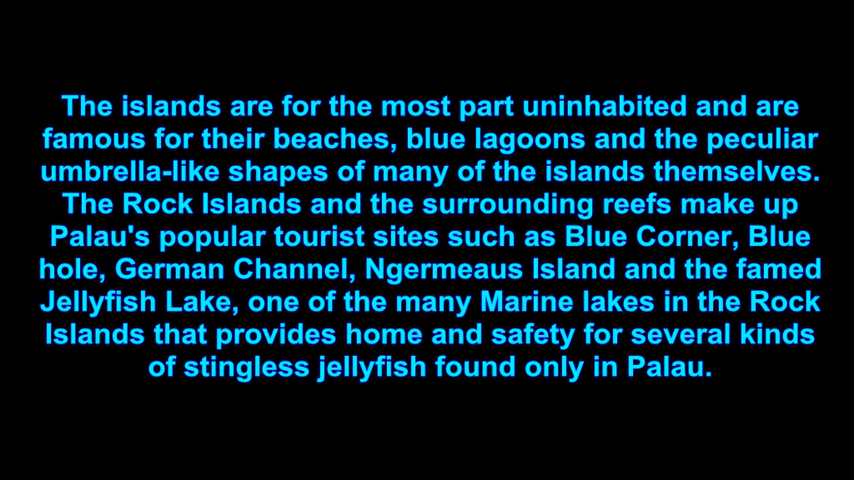 The islands are for the most part uninhabited and are
famous for their beaches, blue lagoons and the peculiar
umbrella-like shapes of many of the islands themselves.
The Rock Islands and the surrounding reefs make up
Palau's popular tourist sites such as Blue Corner, Blue
hole, German Channel, Ngermeaus Island and the famed
Jellyfish Lake, one of the many Marine lakes in the Rock
Islands that provides home and safety for several kinds
of stingless jellyfish found only in Palau.